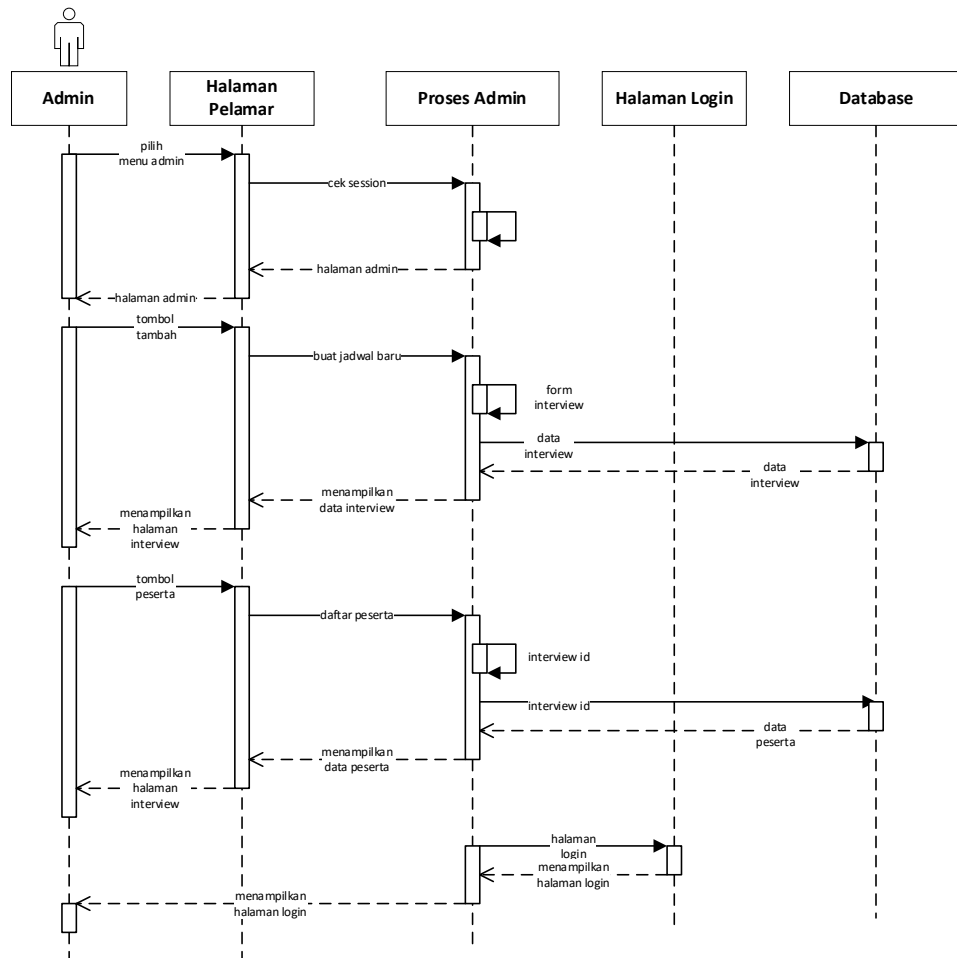 Admin
Halaman
Pelamar
Proses Admin
Halaman Login
Database
pilih
menu admin
cek session
halaman admin
halaman admin
tombol
tambah
buat jadwal baru
form
interview
data
interview
data
interview
menampilkan
data interview
menampilkan
halaman
interview
tombol
peserta
daftar peserta
interview id
interview id
data
peserta
menampilkan
data peserta
menampilkan
halaman
interview
halaman
login
menampilkan
halaman login
menampilkan
halaman login